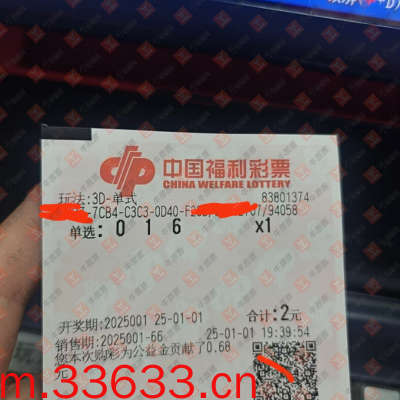 中国福利彩票
CHINA WELFARE LOTTERY
玩法:3D-单式 83801374
-7CB4-C3C3-0D40-F 07/94058
单选: 0 1 6 x1
开奖期:2025001 25-01-01 合计:2元
销售期:2025001-66 25-01-01 19:39:54
您本次购彩为公益金贡献了0.68
元
m.33633.cn